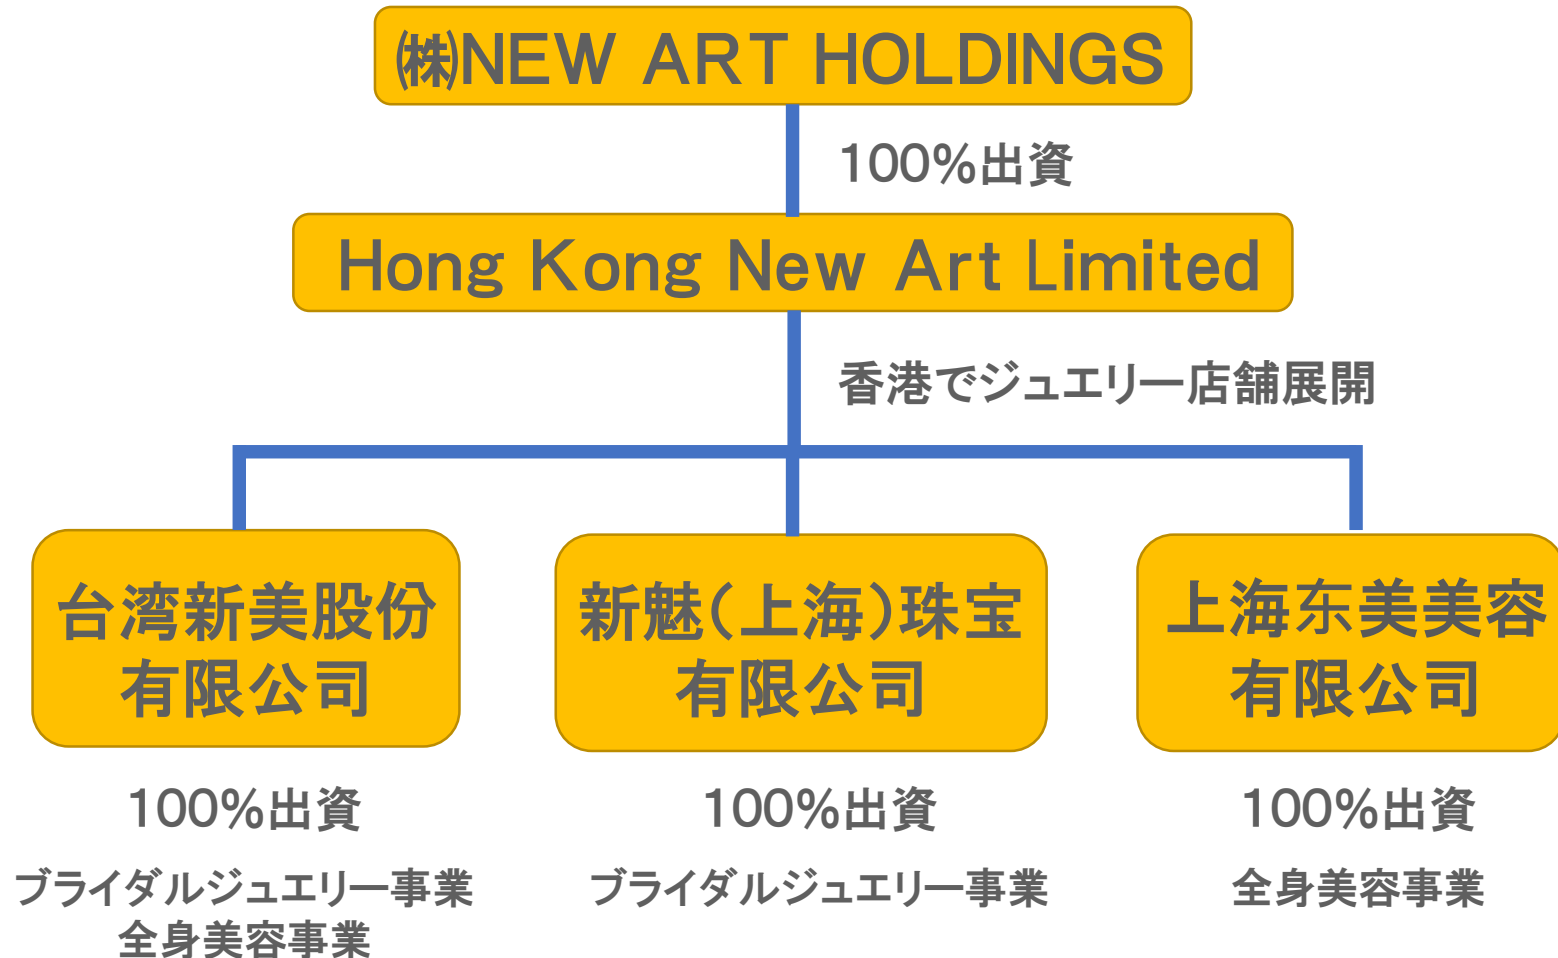 ㈱NEW ART HOLDINGS
100%出資
Hong Kong New Art Limited
香港でジュエリー店舗展開
台湾新美股份
有限公司
新魅(上海)珠宝
有限公司
上海东美美容
有限公司
100%出資
100%出資
100%出資
ブライダルジュエリー事業
全身美容事業
ブライダルジュエリー事業
全身美容事業